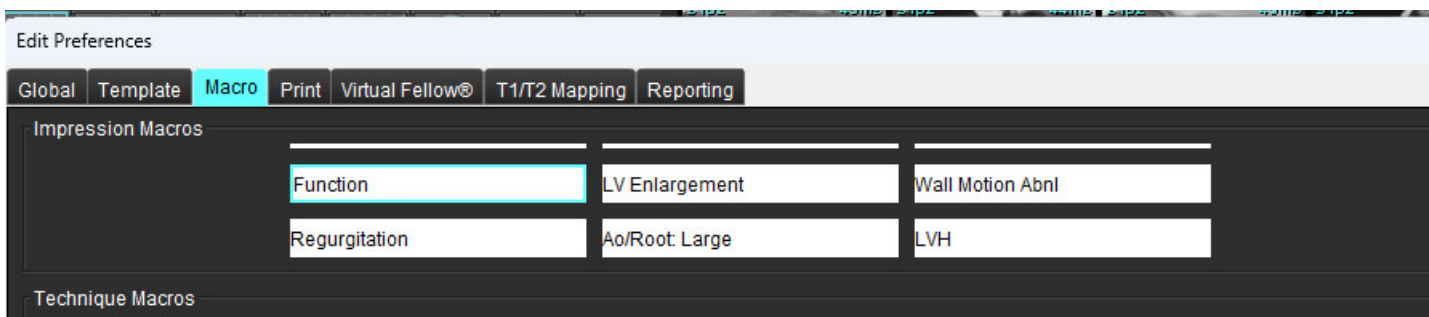 Edit Preferences
Global Template Macro Print Virtual Fellow® T1/T2 Mapping Reporting
Impression Macros
Function LV Enlargement Wall Motion Abnl
Regurgitation Ao/Root: Large LVH
Technique Macros